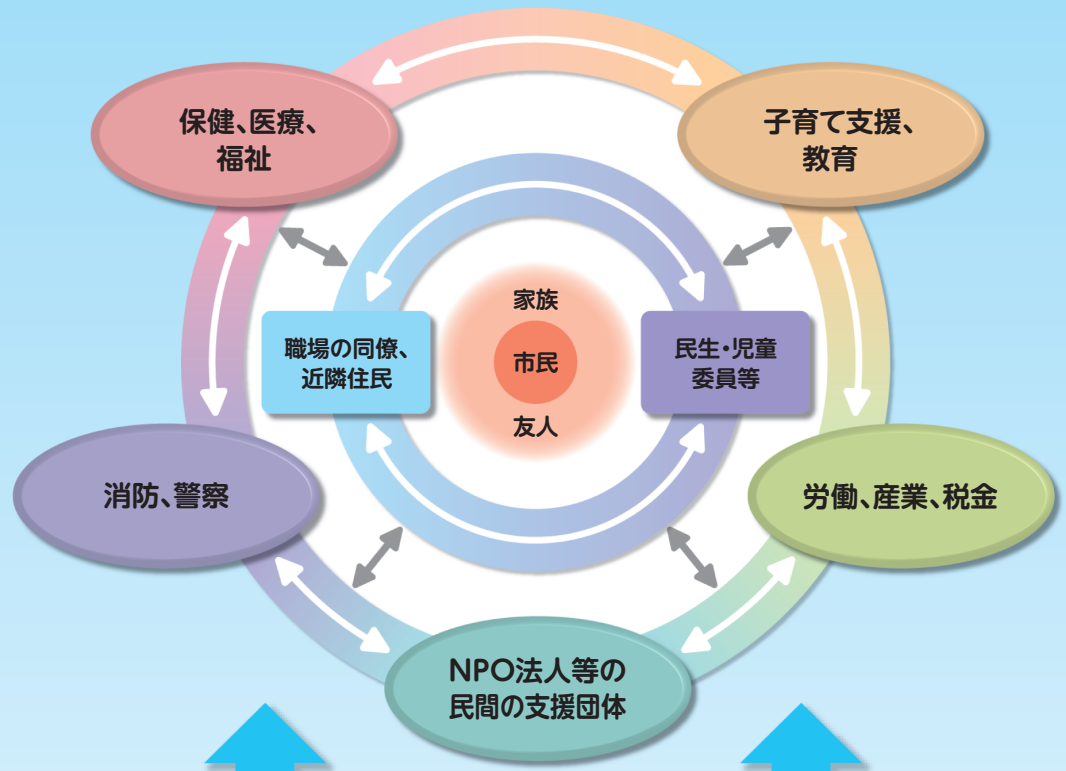 保健、医療、
福祉
子育て支援、
教育
家族
職場の同僚、
近隣住民
市民
民生・児童
委員等
友人
消防、警察
労働、産業、税金
NPO法人等の
民間の支援団体